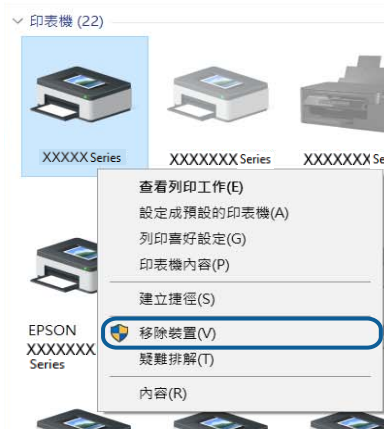 印表機 (22)
XXXXX Series
XXXXXXX Series
XXXXXXX Se
查看列印工作(E)
設定成預設的印表機(A)
列印喜好設定(G)
印表機內容(P)
建立捷徑(S)
移除裝置(V)
疑難排解(T)
內容(R)
EPSON
XXXXXXX
Series